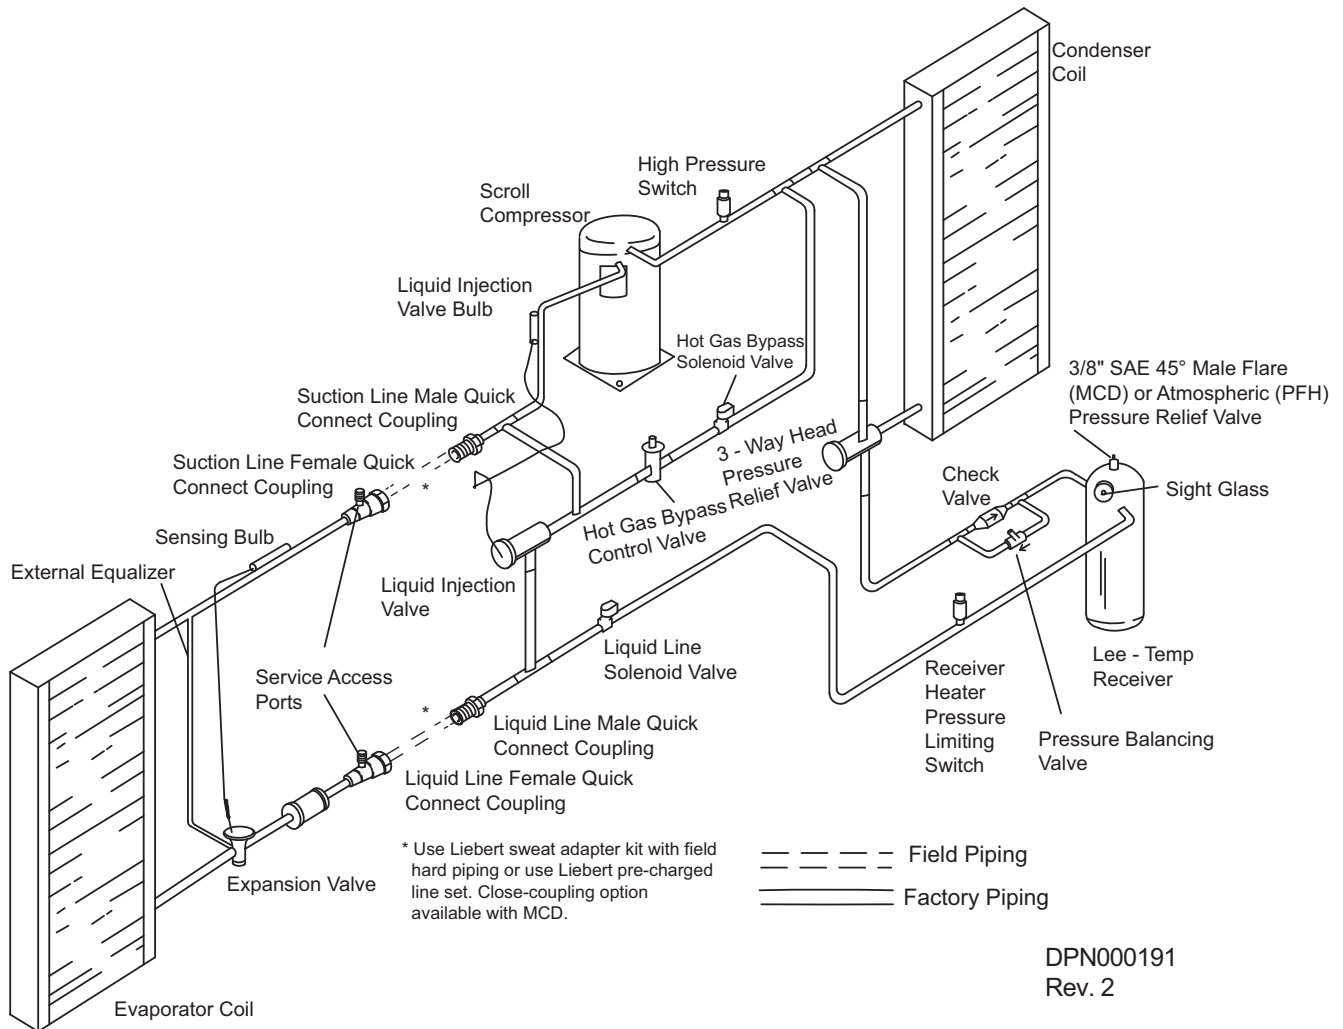 Condenser
Coil
High Pressure
Switch
Scroll
Compressor
Liquid Injection
Valve Bulb
Hot Gas Bypass
Solenoid Valve
3/8" SAE 45° Male Flare
(MCD) or Atmospheric (PFH)
Pressure Relief Valve
Suction Line Male Quick
Connect Coupling
3 - Way Head
Pressure
Relief Valve
Suction Line Female Quick
Connect Coupling
*
Check
Valve
Sight Glass
Hot Gas Bypass
Control Valve
Sensing Bulb
External Equalizer
Liquid Injection
Valve
Service Access
Ports
Liquid Line
Solenoid Valve
Receiver
Heater
Pressure
Limiting
Switch
Lee - Temp
Receiver
*
Liquid Line Male Quick
Connect Coupling
Pressure Balancing
Valve
Liquid Line Female Quick
Connect Coupling
Expansion Valve
* Use Liebert sweat adapter kit with field
hard piping or use Liebert pre-charged
line set. Close-coupling option
available with MCD.
Field Piping
Factory Piping
DPN000191
Rev. 2
Evaporator Coil